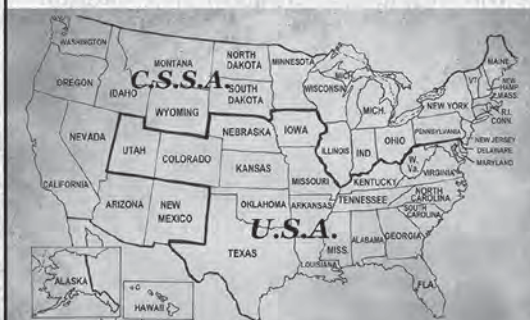 WASHINGTON
MONTANA
NORTH
DAKOTA
MINNESOTA
MAINE
OREGON
IDAHO
C.S.S.A.
SOUTH
DAKOTA
WISCONSIN
MICH.
VT
NEW
HAMP
MASS.
NEW YORK
R.I.
CONN.
WYOMING
NEVADA
UTAH
COLORADO
NEBRASKA
IOWA
ILLINOIS
IND
OHIO
PENNSYLVANIA
NEW JERSEY
DELAWARE
MARYLAND
W.
Va.
VIRGINIA
CALIFORNIA
KANSAS
MISSOURI
KENTUCKY
ARIZONA
NEW
MEXICO
OKLAHOMA
ARKANSAS
TENNESSEE
NORTH
CAROLINA
SOUTH
CAROLINA
U.S.A.
TEXAS
LOUISIANA
MISS.
ALABAMA
GEORGIA
FLA.
ALASKA
HAWAII